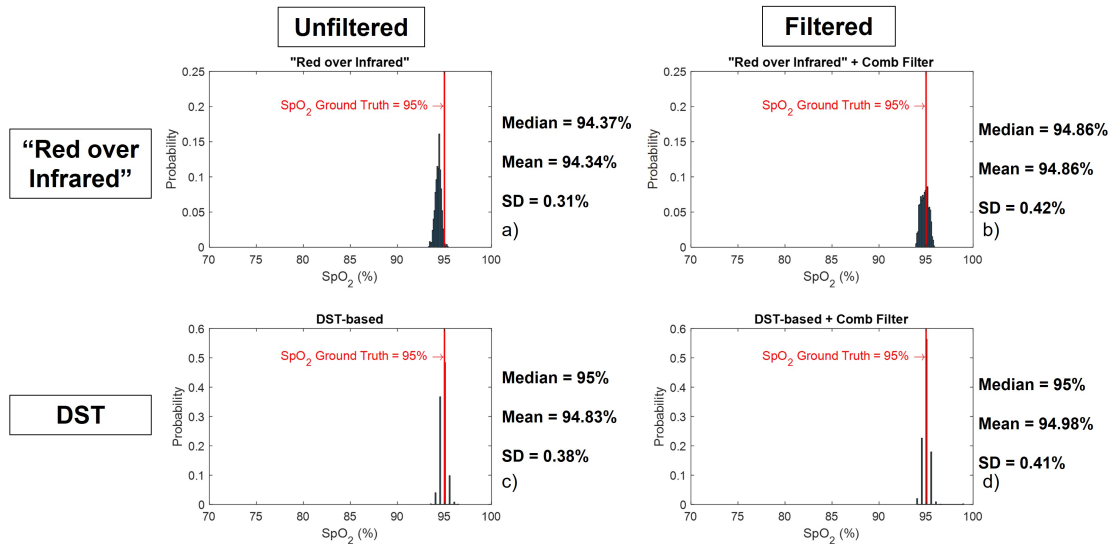 Unfiltered
Filtered
"Red over Infrared"
"Red over Infrared" + Comb Filter
“Red over
Infrared”
0.25
0.2
0.15
0.1
0.05
0
Probability
SpO2 Ground Truth = 95%
70 75 80 85 90 95 100
SpO2 (%)
Median = 94.37%
Mean = 94.34%
SD = 0.31%
a)
0.25
0.2
0.15
0.1
0.05
0
Probability
SpO2 Ground Truth = 95%
70 75 80 85 90 95 100
SpO2 (%)
Median = 94.86%
Mean = 94.86%
SD = 0.42%
b)
DST
DST-based
0.6
0.5
0.4
0.3
0.2
0.1
0
Probability
SpO2 Ground Truth = 95%
70 75 80 85 90 95 100
SpO2 (%)
Median = 95%
Mean = 94.83%
SD = 0.38%
c)
DST-based + Comb Filter
0.6
0.5
0.4
0.3
0.2
0.1
0
Probability
SpO2 Ground Truth = 95%
70 75 80 85 90 95 100
SpO2 (%)
Median = 95%
Mean = 94.98%
SD = 0.41%
d)